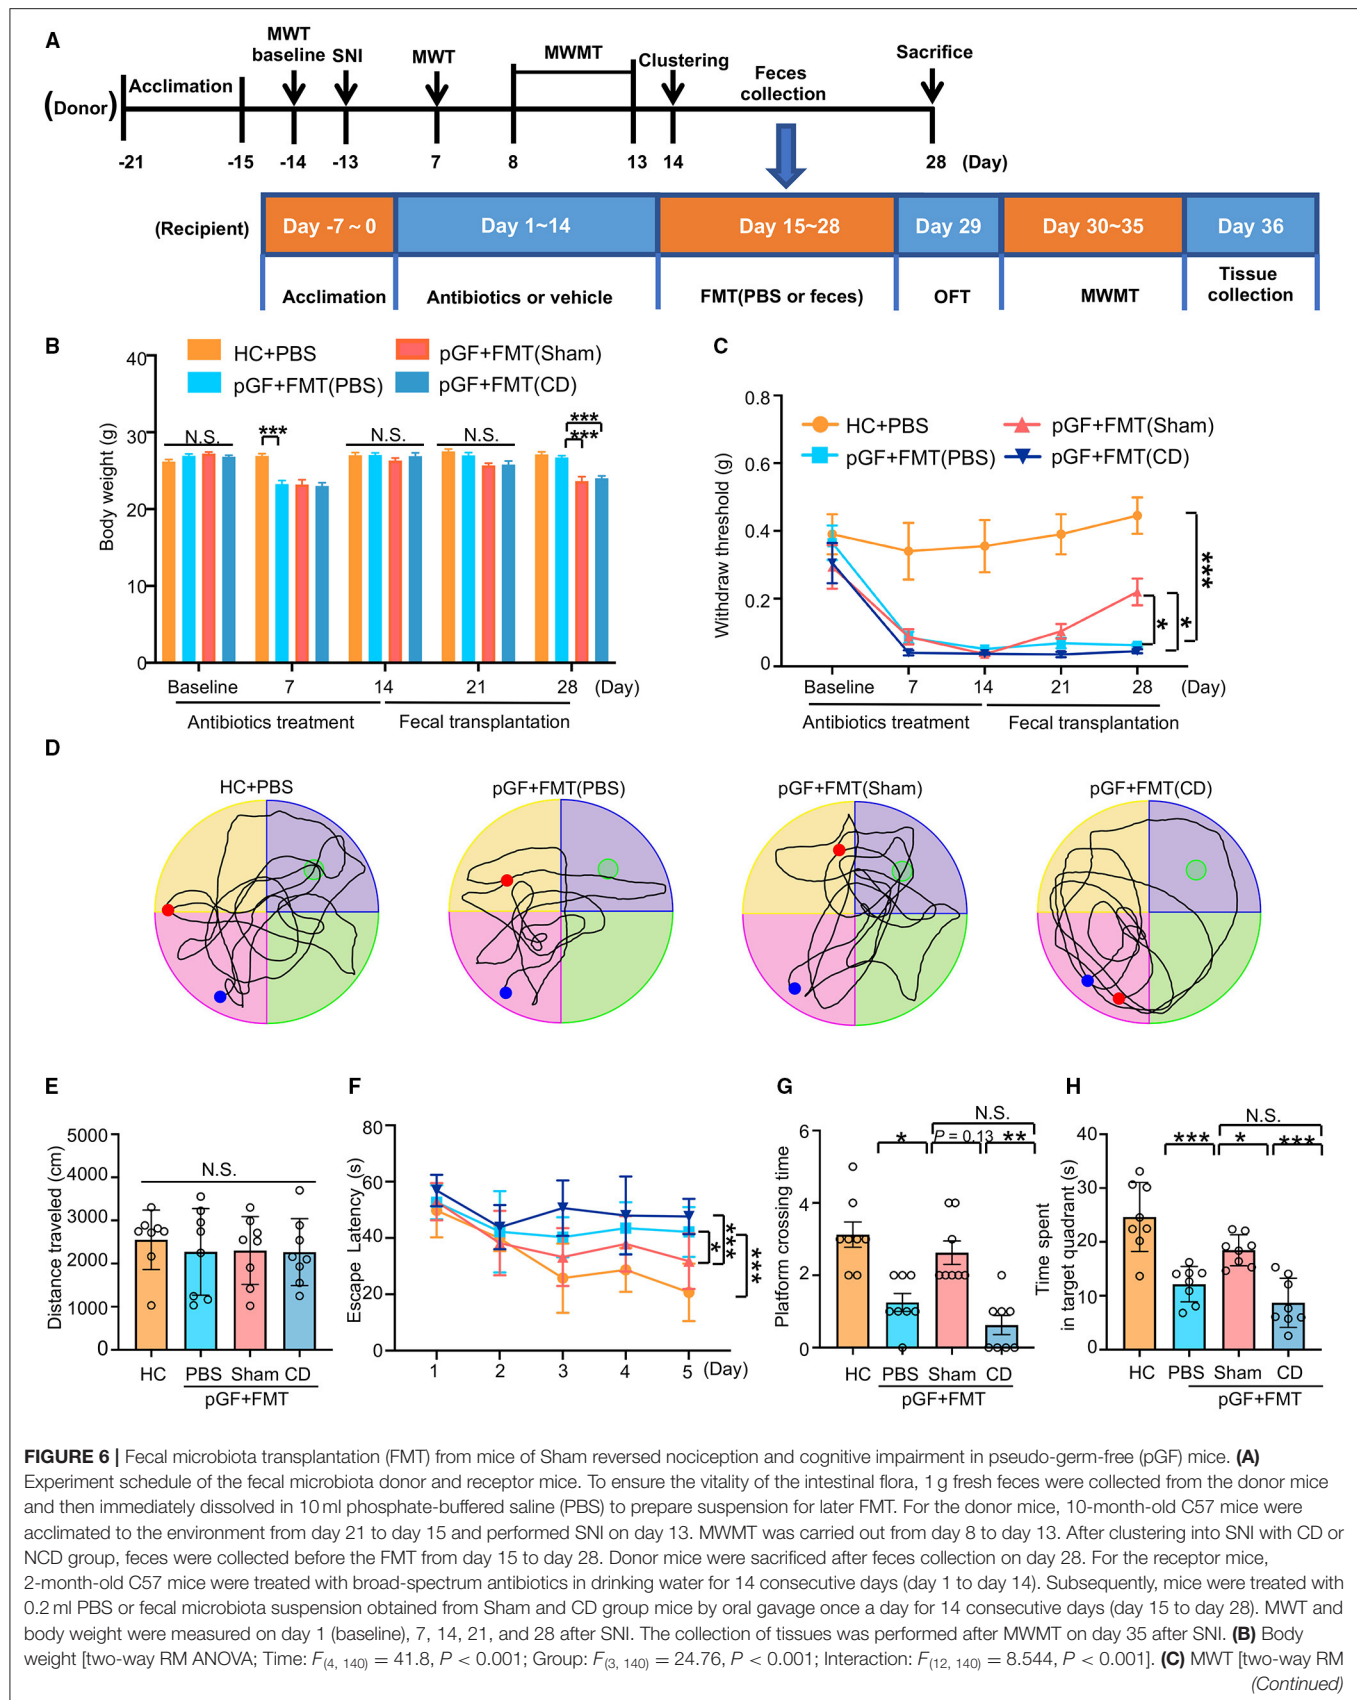 A
MWT
baseline SNI MWT MWMT Clustering Feces
collection Sacrifice
Acclimation
(Donor)
-21 -15 -14 -13 7 8 13 14 28 (Day)
(Recipient) Day -7 ~ 0 Day 1~14 Day 15~28 Day 29 Day 30~35 Day 36
Acclimation Antibiotics or vehicle FMT(PBS or feces) OFT MWMT Tissue
collection
B
HC+PBS pGF+FMT(Sham)
pGF+FMT(PBS) pGF+FMT(CD)
Body weight (g)
40
30
20
10
0
N.S. *** N.S. N.S. ***
***
Baseline 7 14 21 28 (Day)
Antibiotics treatment Fecal transplantation
C
HC+PBS pGF+FMT(Sham)
pGF+FMT(PBS) pGF+FMT(CD)
Withdraw threshold (g)
0.8
0.6
0.4
0.2
0
* * ***
Baseline 7 14 21 28 (Day)
Antibiotics treatment Fecal transplantation
D
HC+PBS pGF+FMT(PBS) pGF+FMT(Sham) pGF+FMT(CD)
E
Distance traveled (cm)
5000
4000
3000
2000
1000
0
N.S.
HC PBS Sham CD
pGF+FMT
F
Escape Latency (s)
80
60
40
20
0
* *** ***
1 2 3 4 5 (Day)
G
Platform crossing time
6
4
2
0
N.S.
* P = 0.13 **
HC PBS Sham CD
pGF+FMT
H
Time spent
in target quadrant (s)
40
30
20
10
0
N.S.
*** * ***
HC PBS Sham CD
pGF+FMT
FIGURE 6 | Fecal microbiota transplantation (FMT) from mice of Sham reversed nociception and cognitive impairment in pseudo-germ-free (pGF) mice. (A)
Experiment schedule of the fecal microbiota donor and receptor mice. To ensure the vitality of the intestinal flora, 1 g fresh feces were collected from the donor mice
and then immediately dissolved in 10 ml phosphate-buffered saline (PBS) to prepare suspension for later FMT. For the donor mice, 10-month-old C57 mice were
acclimated to the environment from day 21 to day 15 and performed SNI on day 13. MWMT was carried out from day 8 to day 13. After clustering into SNI with CD or
NCD group, feces were collected before the FMT from day 15 to day 28. Donor mice were sacrificed after feces collection on day 28. For the receptor mice,
2-month-old C57 mice were treated with broad-spectrum antibiotics in drinking water for 14 consecutive days (day 1 to day 14). Subsequently, mice were treated with
0.2 ml PBS or fecal microbiota suspension obtained from Sham and CD group mice by oral gavage once a day for 14 consecutive days (day 15 to day 28). MWT and
body weight were measured on day 1 (baseline), 7, 14, 21, and 28 after SNI. The collection of tissues was performed after MWMT on day 35 after SNI. (B) Body
weight [two-way RM ANOVA; Time: F(4, 140) = 41.8, P < 0.001; Group: F(3, 140) = 24.76, P < 0.001; Interaction: F(12, 140) = 8.544, P < 0.001]. (C) MWT [two-way RM
(Continued)